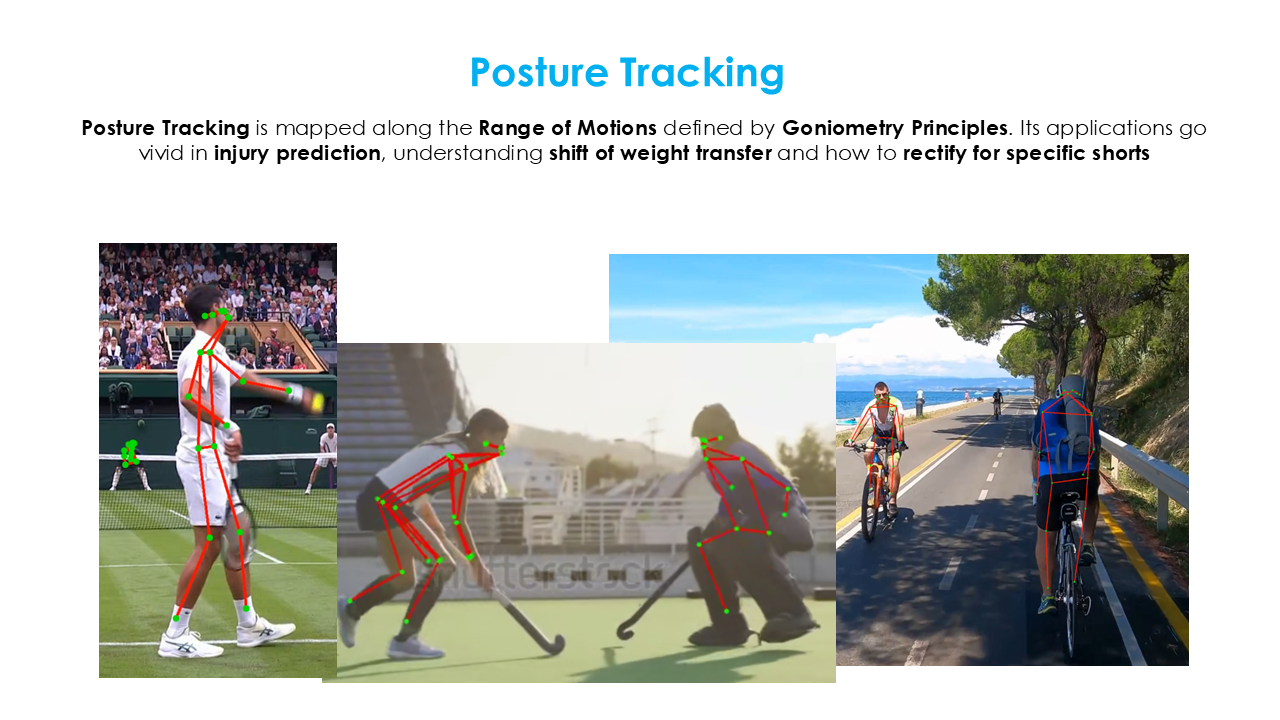 Posture Tracking
Posture Tracking is mapped along the Range of Motions defined by Goniometry Principles. Its applications go
vivid in injury prediction, understanding shift of weight transfer and how to rectify for specific shorts
shutterstock